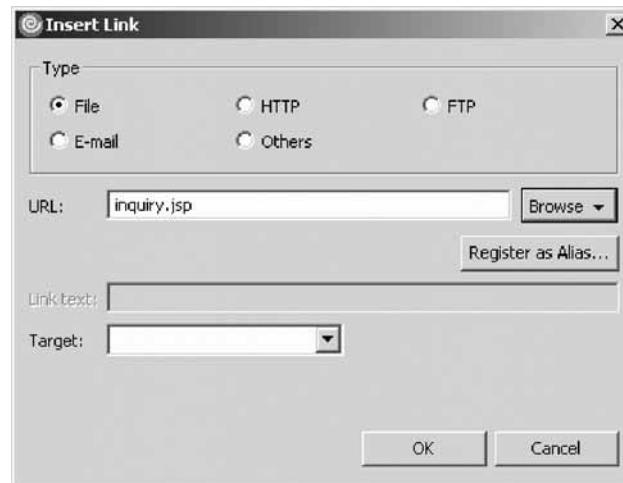 Insert Link
Type
File HTTP FTP
E-mail Others
URL: inquiry.jsp Browse
Register as Alias...
Link text:
Target:
OK Cancel